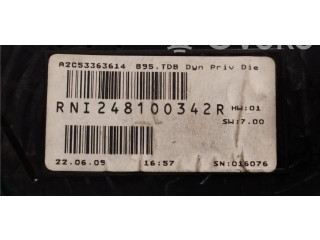 A2C53363614 B95.TDB Dyn Priv Die
RNI248100342R HW:01
SW:7.00
22.06.09 16:57 SN:016076